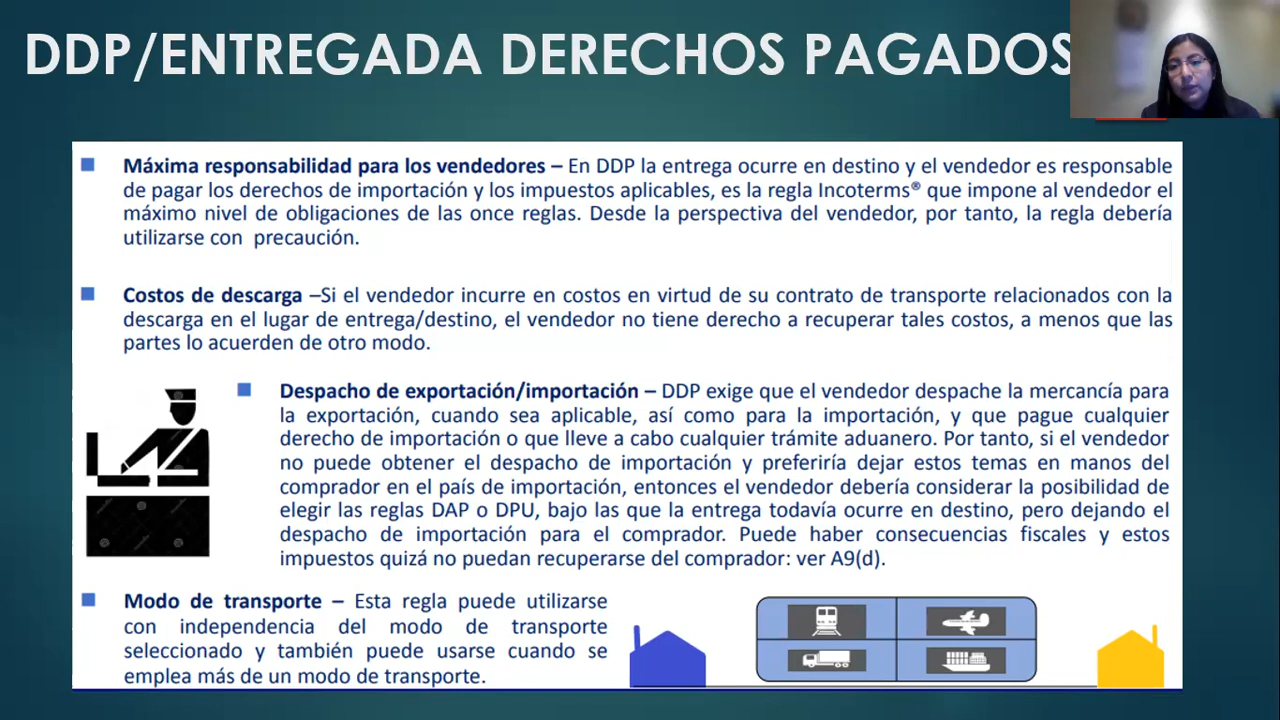 DDP/ENTREGADA DERECHOS PAGADOS
Máxima responsabilidad para los vendedores – En DDP la entrega ocurre en destino y el vendedor es responsable
de pagar los derechos de importación y los impuestos aplicables, es la regla Incoterms® que impone al vendedor el
máximo nivel de obligaciones de las once reglas. Desde la perspectiva del vendedor, por tanto, la regla debería
utilizarse con precaución.
Costos de descarga –Si el vendedor incurre en costos en virtud de su contrato de transporte relacionados con la
descarga en el lugar de entrega/destino, el vendedor no tiene derecho a recuperar tales costos, a menos que las
partes lo acuerden de otro modo.
Despacho de exportación/importación – DDP exige que el vendedor despache la mercancía para
la exportación, cuando sea aplicable, así como para la importación, y que pague cualquier
derecho de importación o que lleve a cabo cualquier trámite aduanero. Por tanto, si el vendedor
no puede obtener el despacho de importación y preferiría dejar estos temas en manos del
comprador en el país de importación, entonces el vendedor debería considerar la posibilidad de
elegir las reglas DAP o DPU, bajo las que la entrega todavía ocurre en destino, pero dejando el
despacho de importación para el comprador. Puede haber consecuencias fiscales y estos
impuestos quizá no puedan recuperarse del comprador: ver A9(d).
Modo de transporte – Esta regla puede utilizarse
con independencia del modo de transporte
seleccionado y también puede usarse cuando se
emplea más de un modo de transporte.